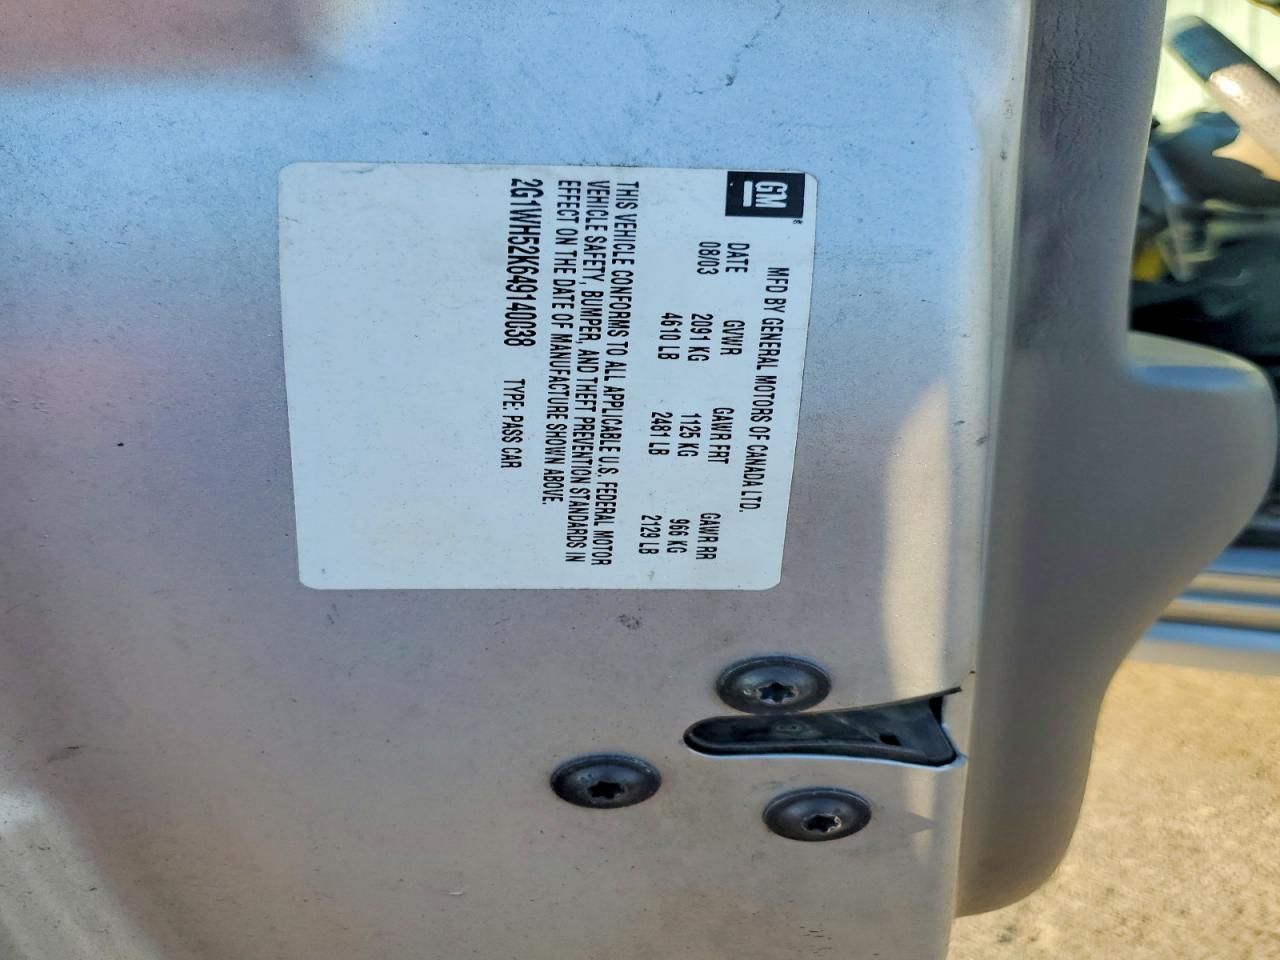 GM®
MFD BY GENERAL MOTORS OF CANADA LTD.
DATE GVWR GAWR FRT GAWR RR
08/03 2091 KG 1125 KG 966 KG
4610 LB 2481 LB 2129 LB
THIS VEHICLE CONFORMS TO ALL APPLICABLE U.S. FEDERAL MOTOR
VEHICLE SAFETY, BUMPER, AND THEFT PREVENTION STANDARDS IN
EFFECT ON THE DATE OF MANUFACTURE SHOWN ABOVE.
2G1WH52K649140038 TYPE: PASS CAR